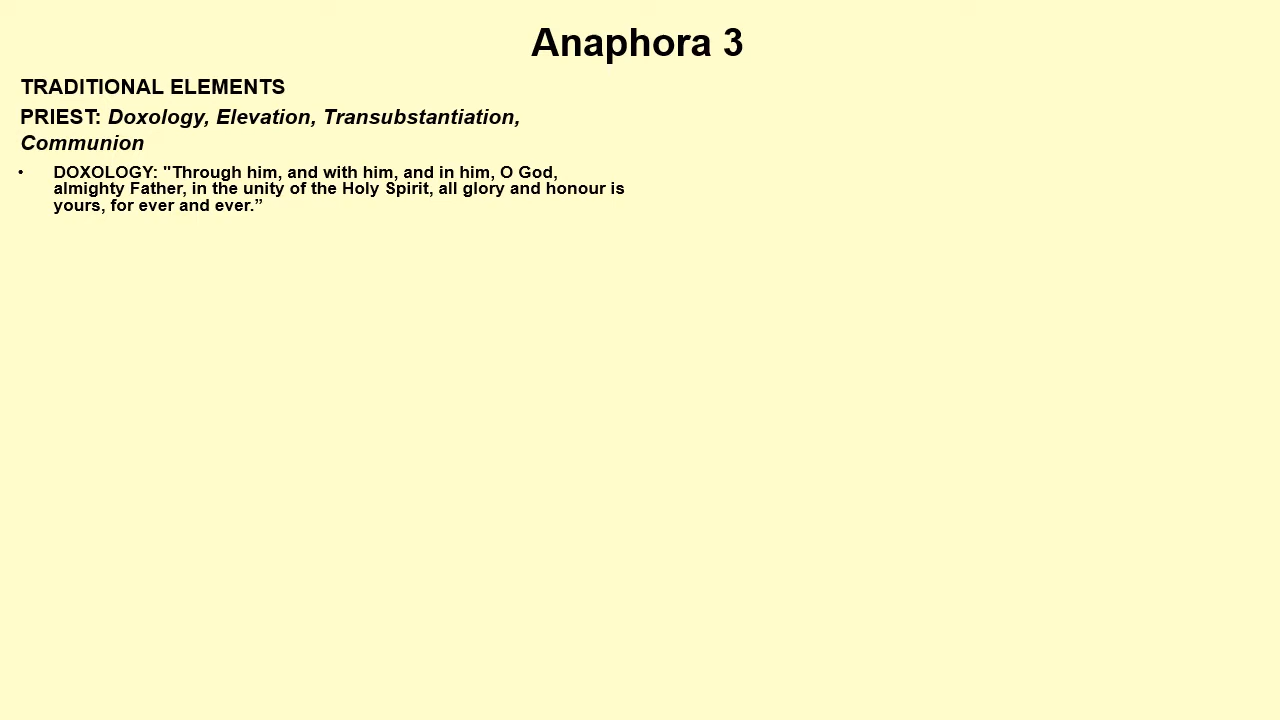 Anaphora 3
TRADITIONAL ELEMENTS
PRIEST: Doxology, Elevation, Transubstantiation,
Communion
• DOXOLOGY: "Through him, and with him, and in him, O God,
almighty Father, in the unity of the Holy Spirit, all glory and honour is
yours, for ever and ever.”